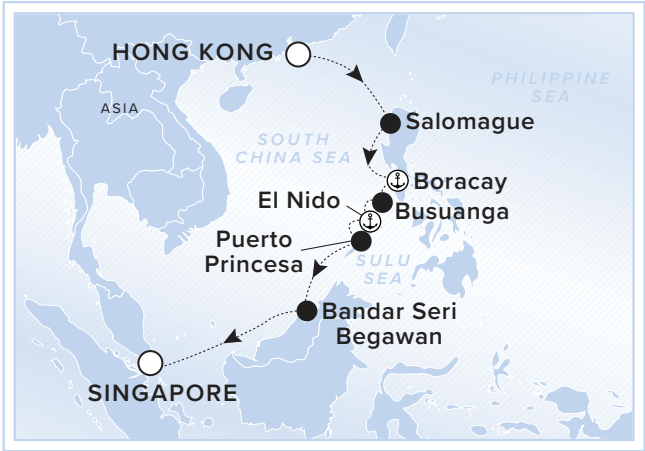 HONG KONG
PHILIPPINE
SEA
ASIA
Salomague
SOUTH
CHINA SEA
Boracay
El Nido
Busuanga
Puerto
Princesa
SULU
SEA
Bandar Seri
Begawan
SINGAPORE